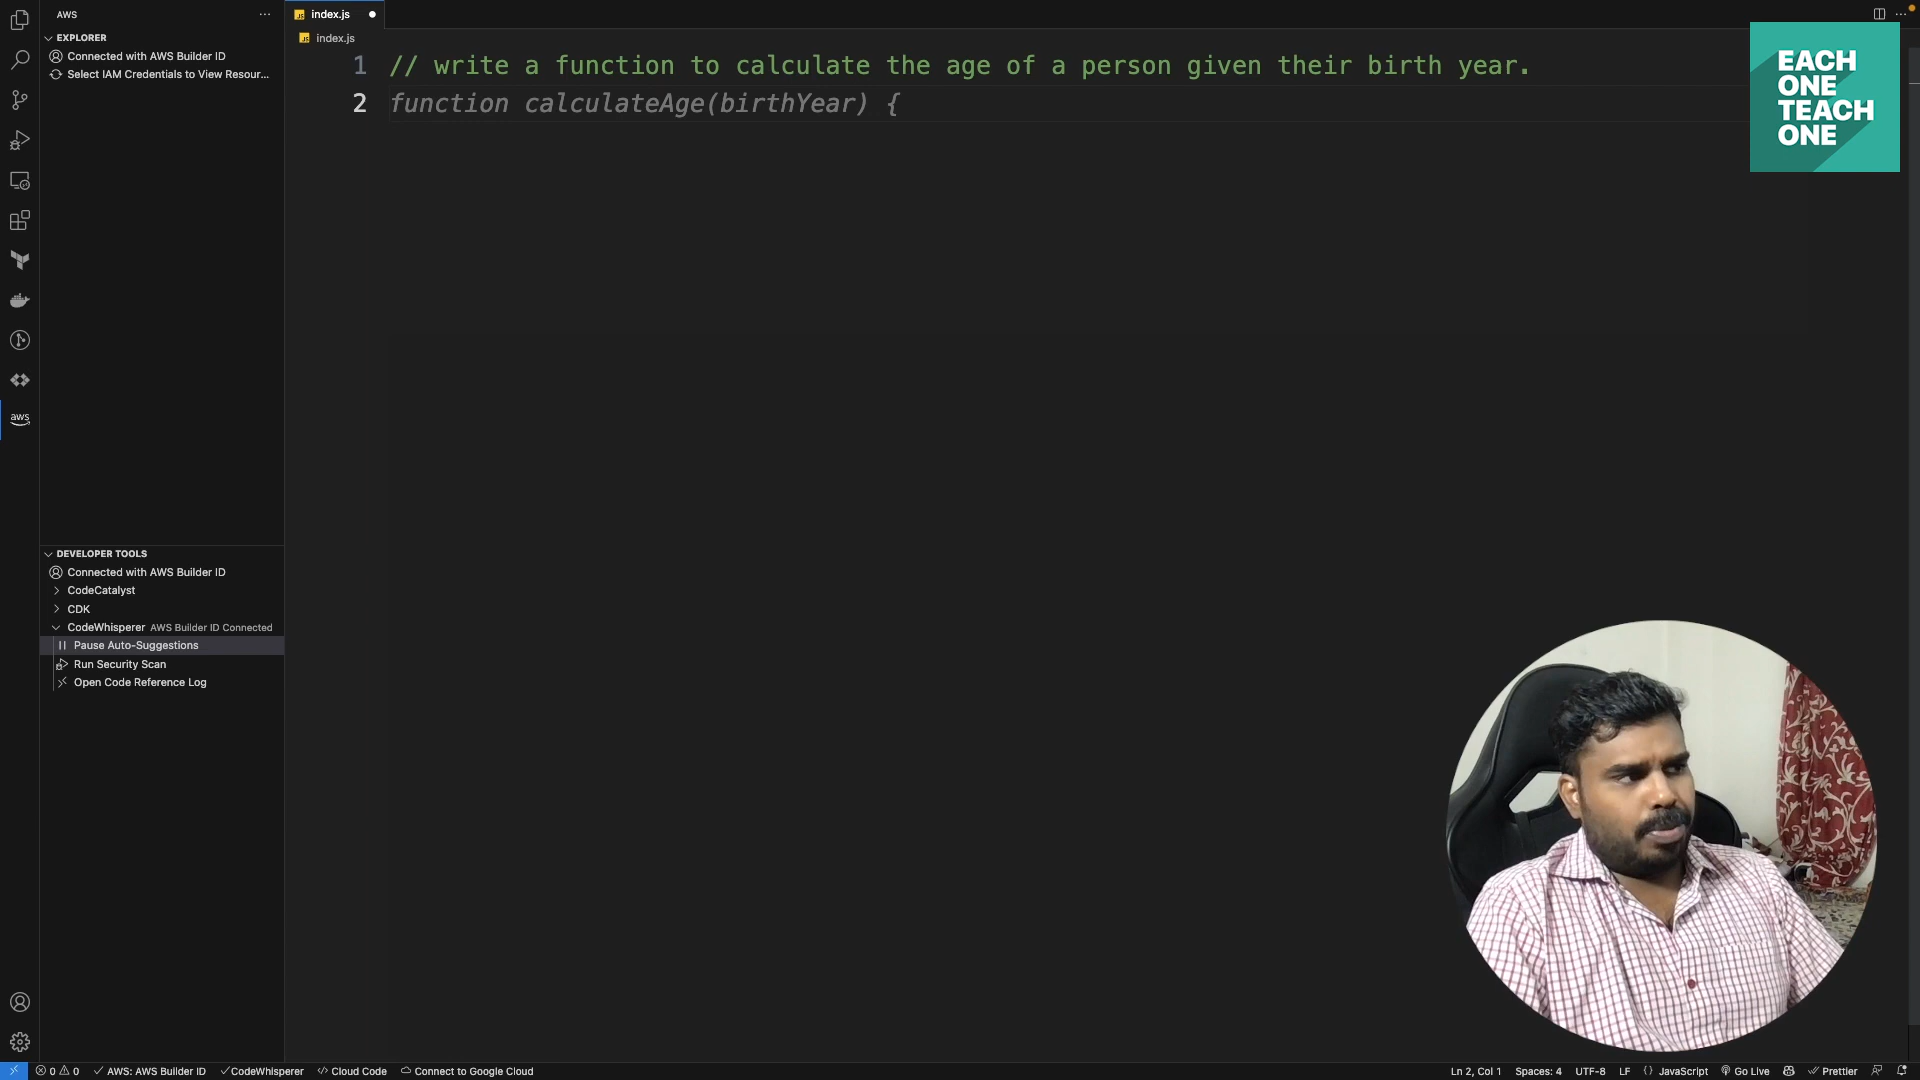 AWS
EXPLORER
Connected with AWS Builder ID
Select IAM Credentials to View Resour...
DEVELOPER TOOLS
Connected with AWS Builder ID
CodeCatalyst
CDK
CodeWhisperer AWS Builder ID Connected
Pause Auto-Suggestions
Run Security Scan
Open Code Reference Log
aws
index.js
index.js
1 // write a function to calculate the age of a person given their birth year.
2 function calculateAge(birthYear) {
EACH
ONE
TEACH
ONE
0 0 AWS: AWS Builder ID CodeWhisperer Cloud Code Connect to Google Cloud Ln 2, Col 1 Spaces: 4 UTF-8 LF {} JavaScript Go Live Prettier